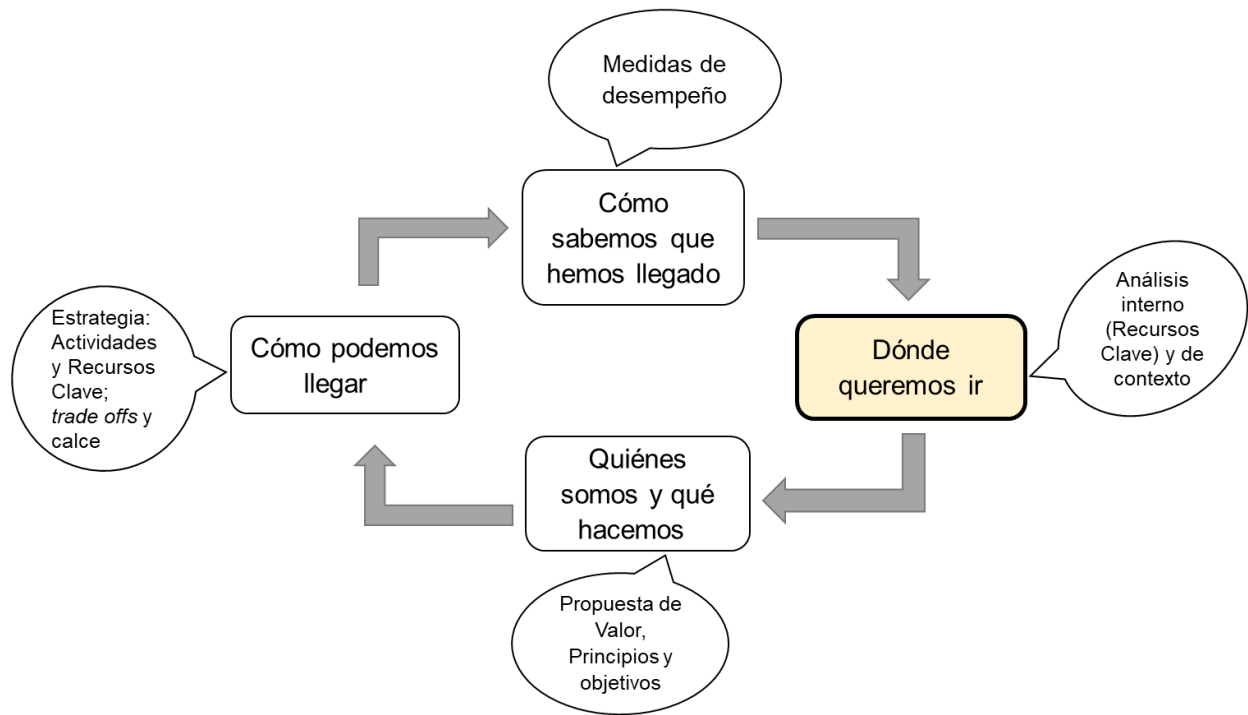 Medidas de
desempeño
Cómo
sabemos que
hemos llegado
Análisis
interno
(Recursos
Clave) y de
contexto
Estrategia:
Actividades
y Recursos
Clave;
trade offs y
calce
Cómo podemos
llegar
Dónde
queremos ir
Quiénes
somos y qué
hacemos
Propuesta de
Valor,
Principios y
objetivos